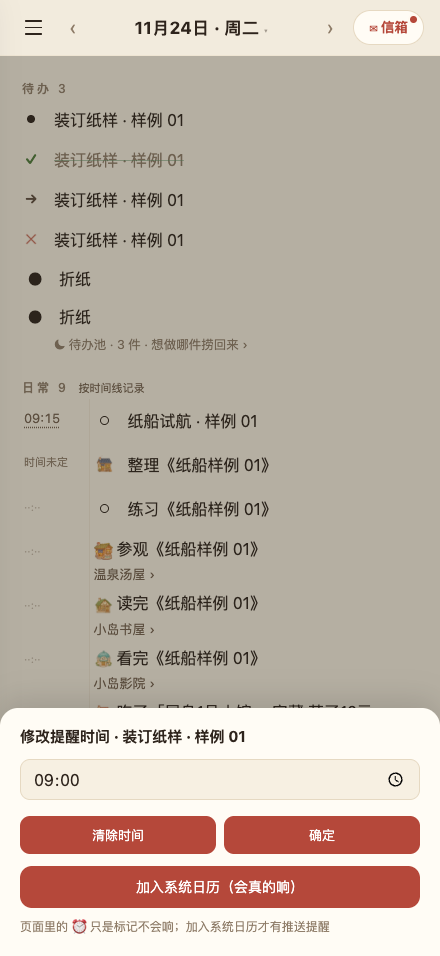 11月24日 · 周二
信箱
待办 3
装订纸样 · 样例 01
装订纸样 · 样例 01
装订纸样 · 样例 01
装订纸样 · 样例 01
折纸
折纸
待办池 · 3 件 · 想做哪件捞回来 ›
日常 9 按时间线记录
09:15 纸船试航 · 样例 01
时间未定 整理《纸船样例 01》
--:-- 练习《纸船样例 01》
--:-- 参观《纸船样例 01》
温泉汤屋 ›
--:-- 读完《纸船样例 01》
小岛书屋 ›
--:-- 看完《纸船样例 01》
小岛影院 ›
修改提醒时间 · 装订纸样 · 样例 01
09:00
清除时间 确定
加入系统日历（会真的响）
页面里的 ⏰ 只是标记不会响；加入系统日历才有推送提醒